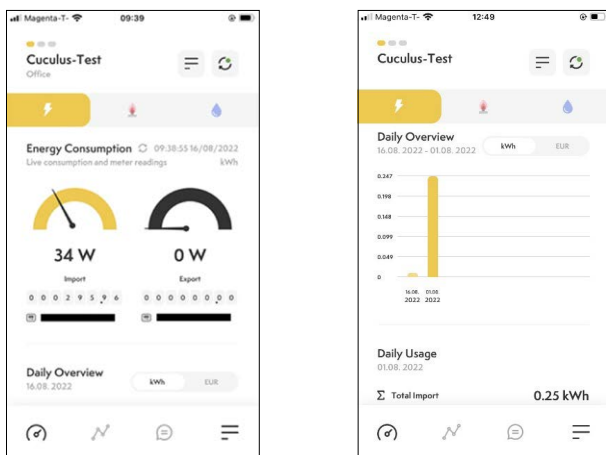 Magenta-T-
09:39
Cuculus-Test
Office
Energy Consumption 09:38:55 16/08/2022
Live consumption and meter readings kWh
34 W
0 W
Import
Export
0 0 0 2 9 5 9 6
0 0 0 0 0 0 0 0
Daily Overview
16.08. 2022
kWh
EUR
Magenta-T-
12:49
Cuculus-Test
Daily Overview
16.08. 2022 - 01.08. 2022
kWh
EUR
0.247
0.198
0.148
0.099
0.049
0
16.08. 01.08.
2022 2022
Daily Usage
01.08. 2022
Σ Total Import 0.25 kWh